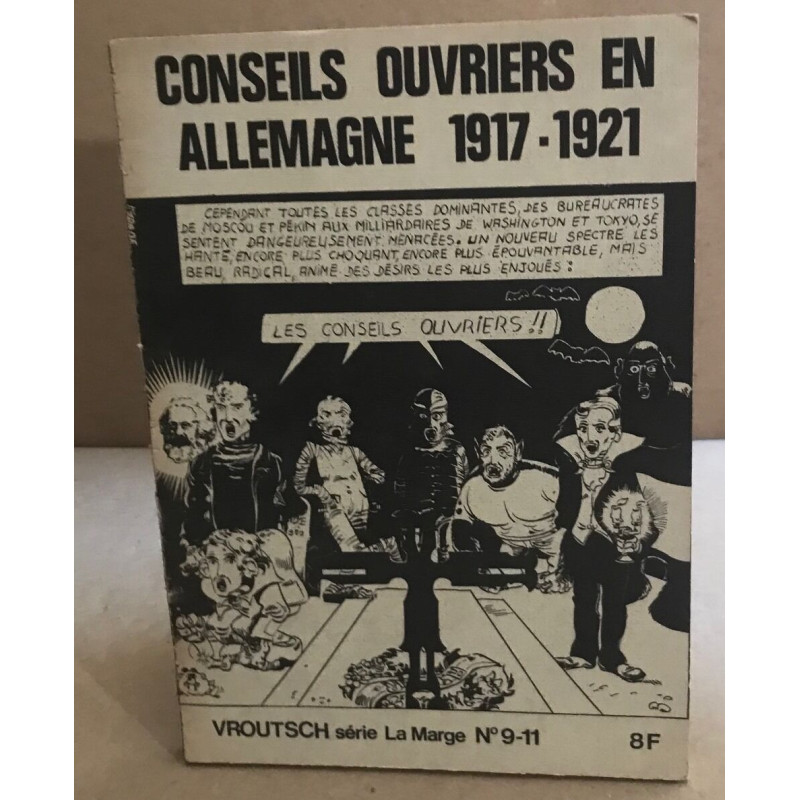 CONSEILS OUVRIERS EN
ALLEMAGNE 1917-1921
CEPENDANT TOUTES LES CLASSES DOMINANTES, DES BUREAUCRATES
DE MOSCOU ET PÉKIN AUX MILLIARDAIRES DE WASHINGTON ET TOKYO, SE
SENTENT DANGEUREUSEMENT MENACÉES. UN NOUVEAU SPECTRE LES
HANTE, ENCORE PLUS CHOQUANT, ENCORE PLUS ÉPOUVANTABLE, MAIS
BEAU, RADICAL, ANIMÉ DES DÉSIRS LES PLUS ENJOUÉS :
LES CONSEILS OUVRIERS !!
VROUTSCH série La Marge N° 9-11
8F